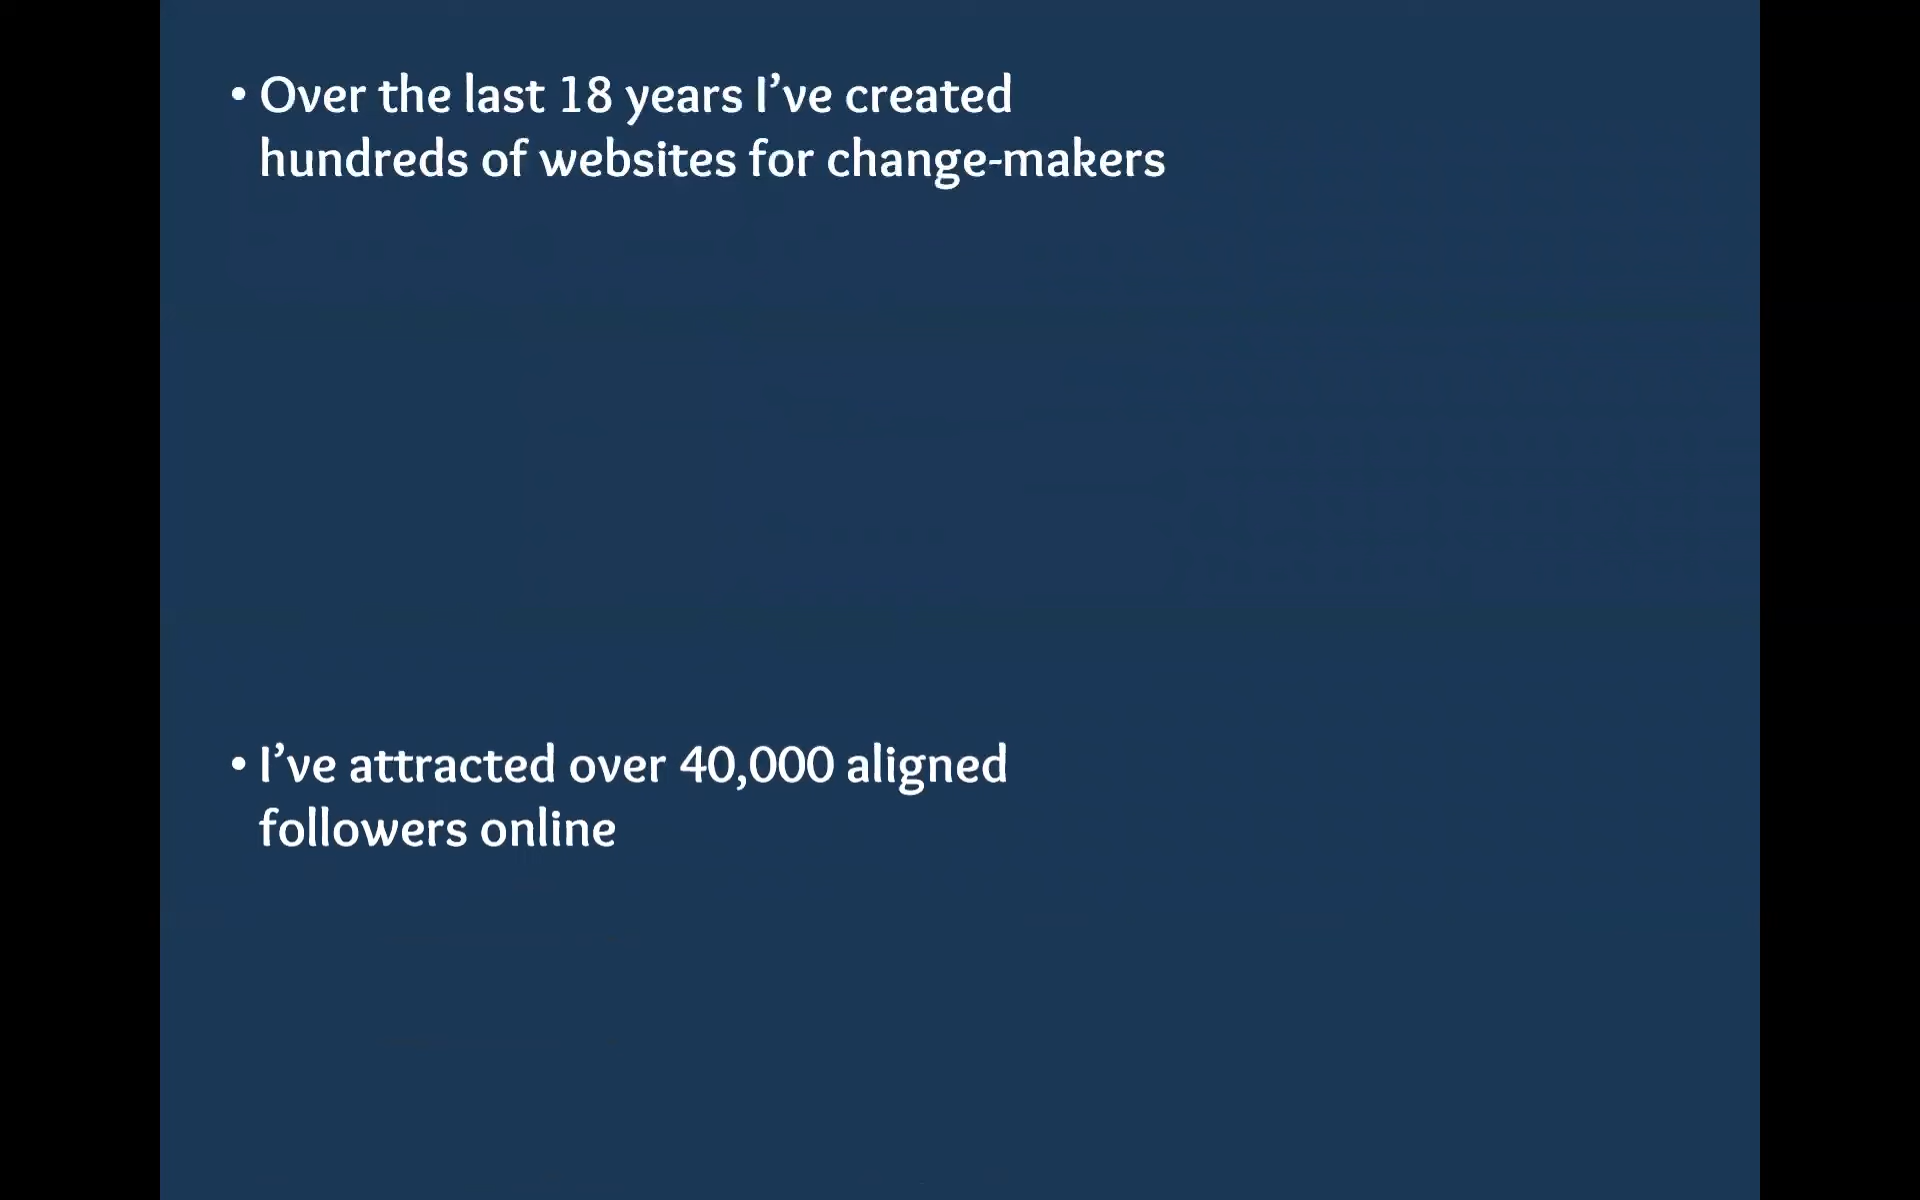 • Over the last 18 years I’ve created
hundreds of websites for change-makers
• I’ve attracted over 40,000 aligned
followers online